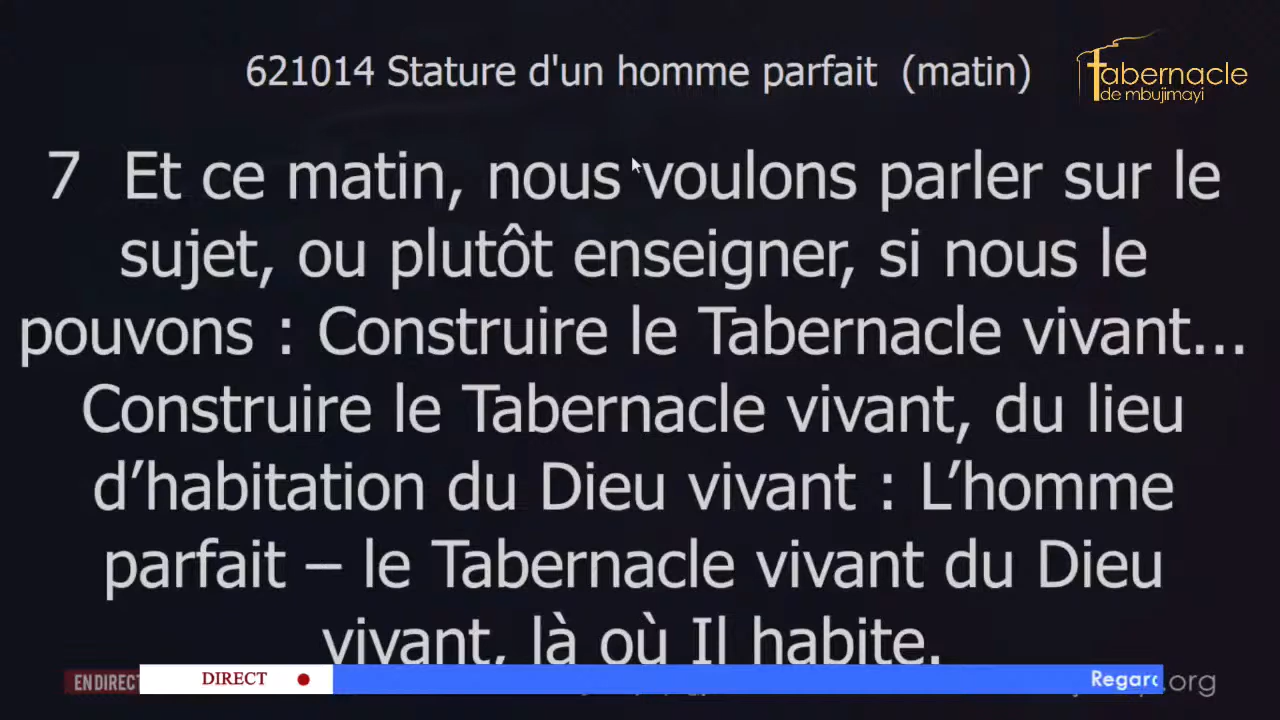 621014 Stature d'un homme parfait (matin)
Tabernacle
de mbujimayi
7 Et ce matin, nous voulons parler sur le
sujet, ou plutôt enseigner, si nous le
pouvons : Construire le Tabernacle vivant...
Construire le Tabernacle vivant, du lieu
d’habitation du Dieu vivant : L’homme
parfait – le Tabernacle vivant du Dieu
vivant, là où Il habite.
EN DIRECT
DIRECT
.org